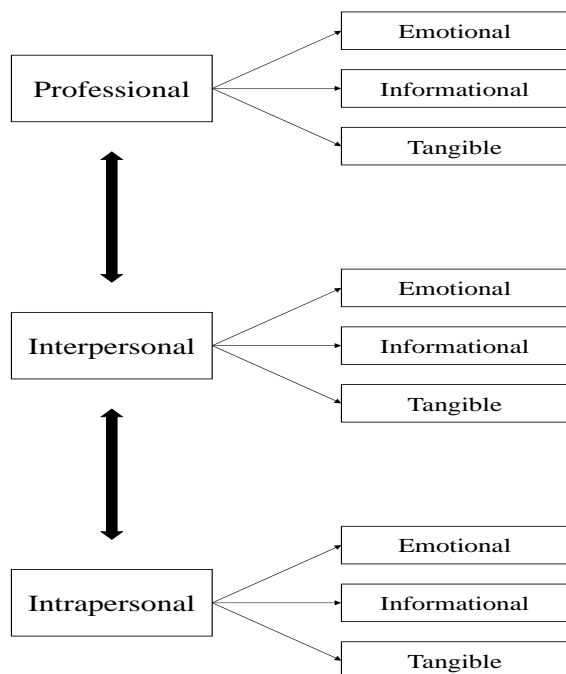 Professional
Emotional
Informational
Tangible
Interpersonal
Emotional
Informational
Tangible
Intrapersonal
Emotional
Informational
Tangible